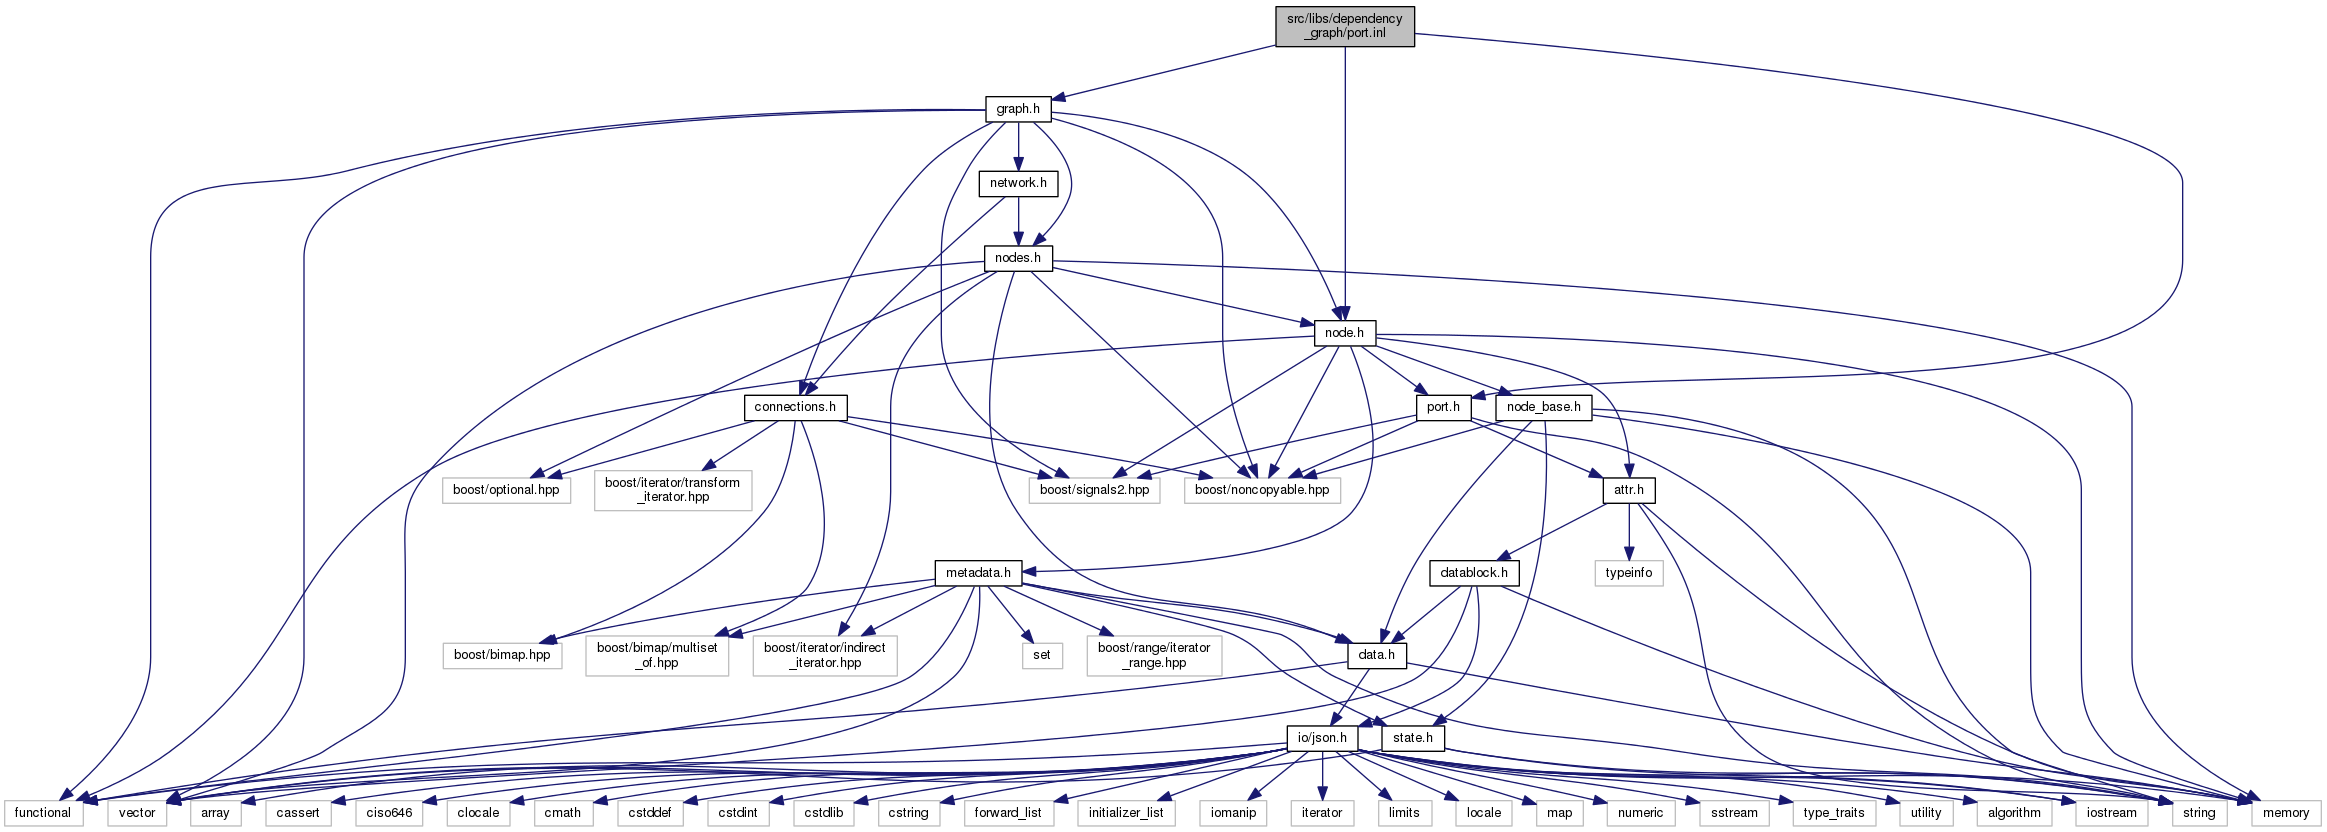 src/libs/dependency
_graph/port.inl
graph.h
network.h
nodes.h
node.h
connections.h
port.h
node_base.h
boost/optional.hpp
boost/iterator/transform
_iterator.hpp
boost/signals2.hpp
boost/noncopyable.hpp
attr.h
metadata.h
datablock.h
typeinfo
boost/bimap.hpp
boost/bimap/multiset
_of.hpp
boost/iterator/indirect
_iterator.hpp
set
boost/range/iterator
_range.hpp
data.h
io/json.h
state.h
functional
vector
array
cassert
ciso646
clocale
cmath
cstddef
cstdint
cstdlib
cstring
forward_list
initializer_list
iomanip
iterator
limits
locale
map
numeric
sstream
type_traits
utility
algorithm
iostream
string
memory